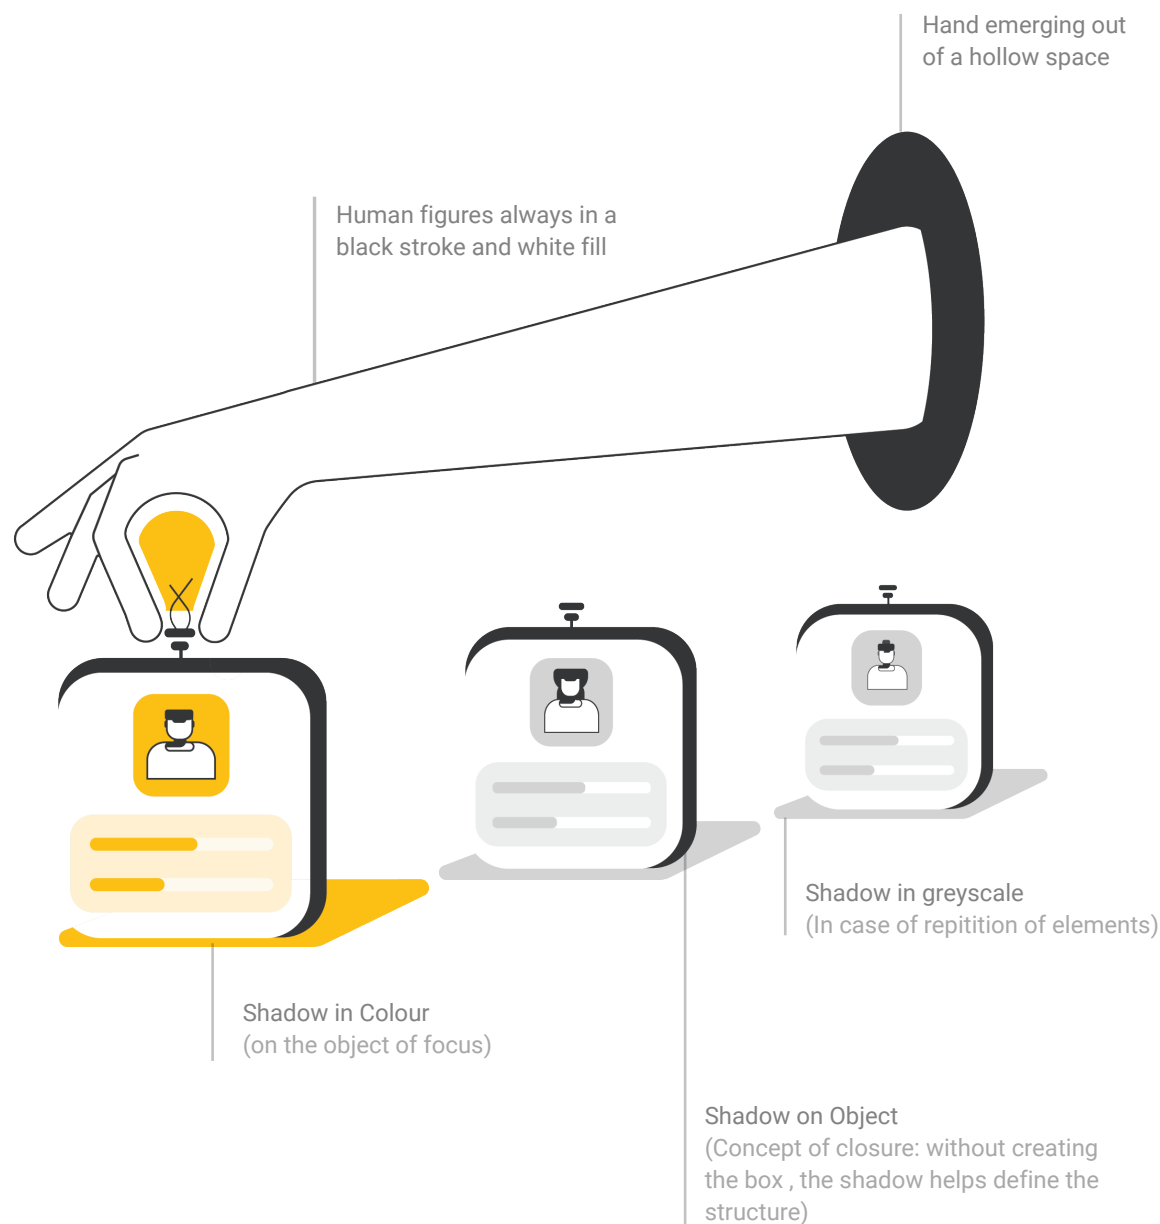 Hand emerging out
of a hollow space
Human figures always in a
black stroke and white fill
Shadow in greyscale
(In case of repitition of elements)
Shadow in Colour
(on the object of focus)
Shadow on Object
(Concept of closure: without creating
the box , the shadow helps define the
structure)